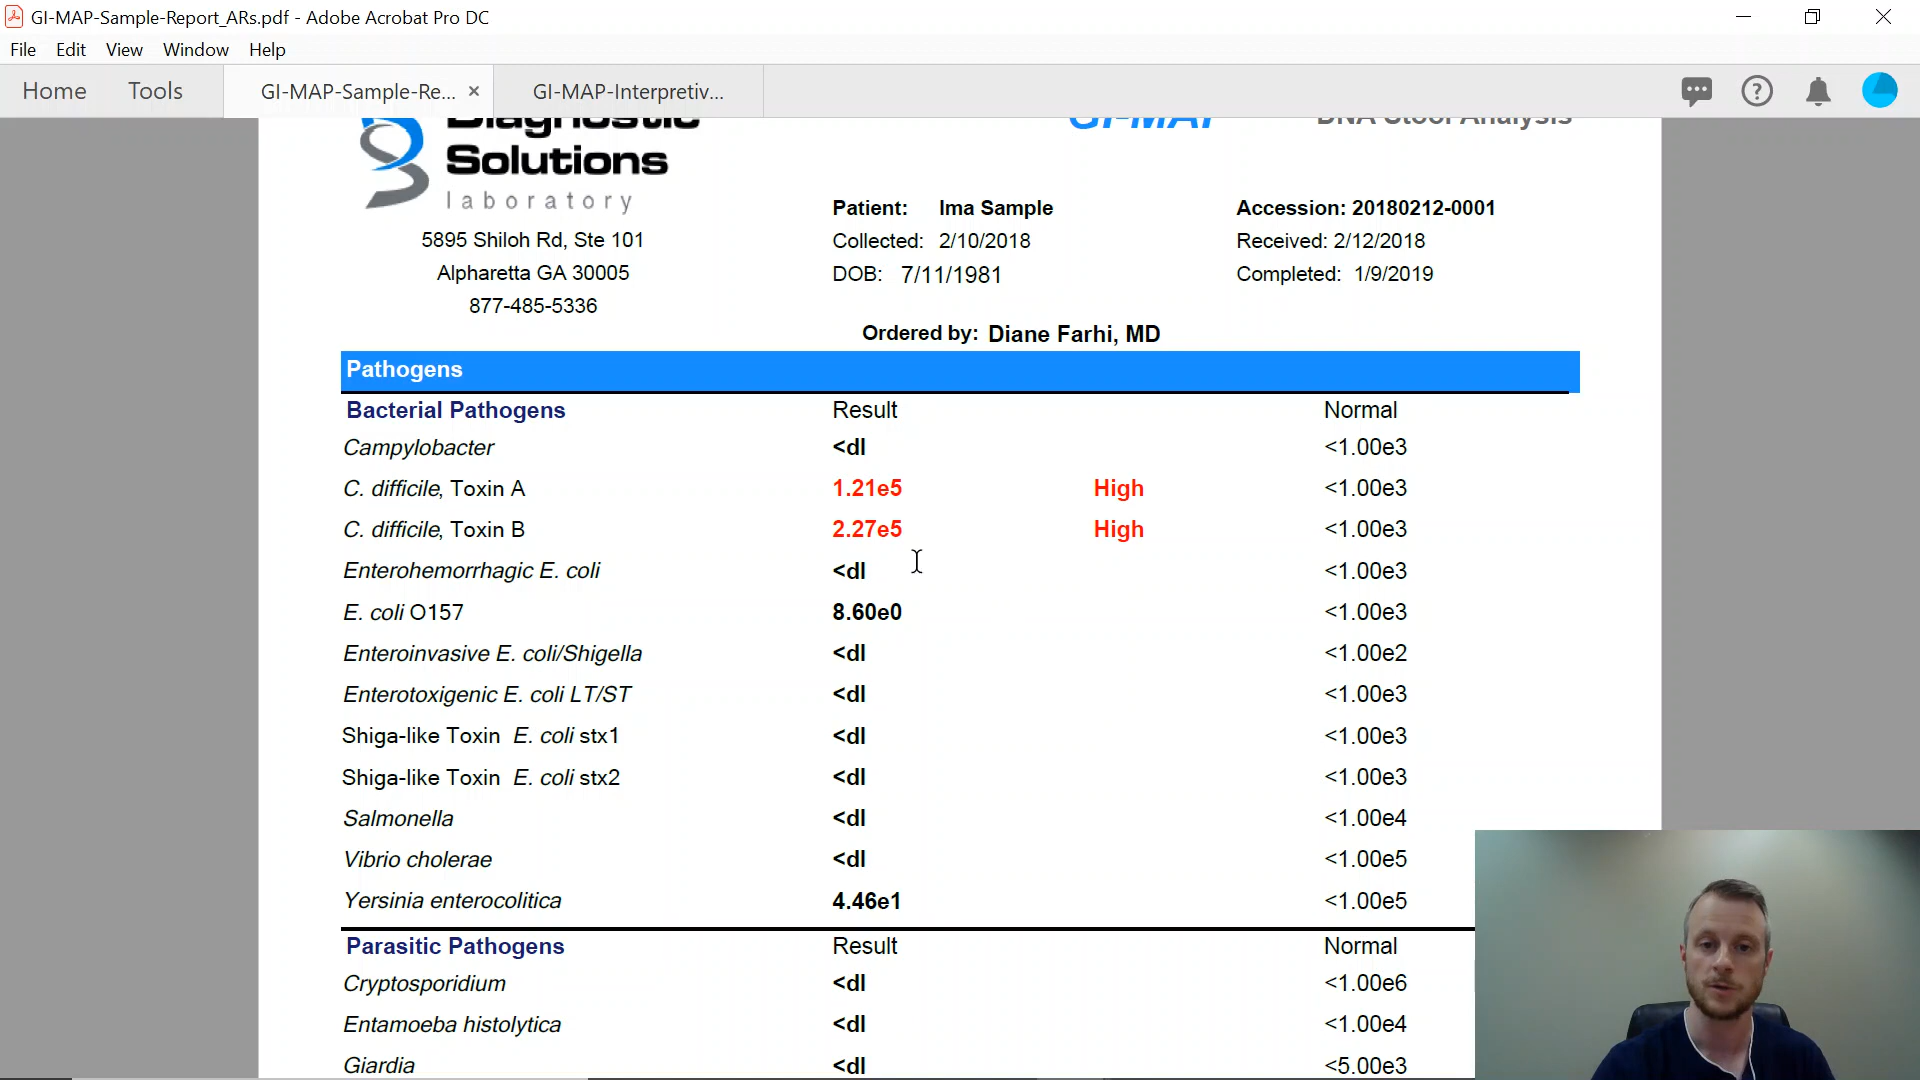 GI-MAP-Sample-Report_ARs.pdf - Adobe Acrobat Pro DC
File Edit View Window Help
Home Tools GI-MAP-Sample-Re... × GI-MAP-Interpretiv... ?
Diagnostic GI-MAP DNA Stool Analysis
Solutions
laboratory
Patient: Ima Sample Accession: 20180212-0001
5895 Shiloh Rd, Ste 101 Collected: 2/10/2018 Received: 2/12/2018
Alpharetta GA 30005 DOB: 7/11/1981 Completed: 1/9/2019
877-485-5336
Ordered by: Diane Farhi, MD
Pathogens
Bacterial Pathogens Result Normal
Campylobacter <dl <1.00e3
C. difficile, Toxin A 1.21e5 High <1.00e3
C. difficile, Toxin B 2.27e5 High <1.00e3
Enterohemorrhagic E. coli <dl <1.00e3
E. coli O157 8.60e0 <1.00e3
Enteroinvasive E. coli/Shigella <dl <1.00e2
Enterotoxigenic E. coli LT/ST <dl <1.00e3
Shiga-like Toxin E. coli stx1 <dl <1.00e3
Shiga-like Toxin E. coli stx2 <dl <1.00e3
Salmonella <dl <1.00e4
Vibrio cholerae <dl <1.00e5
Yersinia enterocolitica 4.46e1 <1.00e5
Parasitic Pathogens Result Normal
Cryptosporidium <dl <1.00e6
Entamoeba histolytica <dl <1.00e4
Giardia <dl <5.00e3